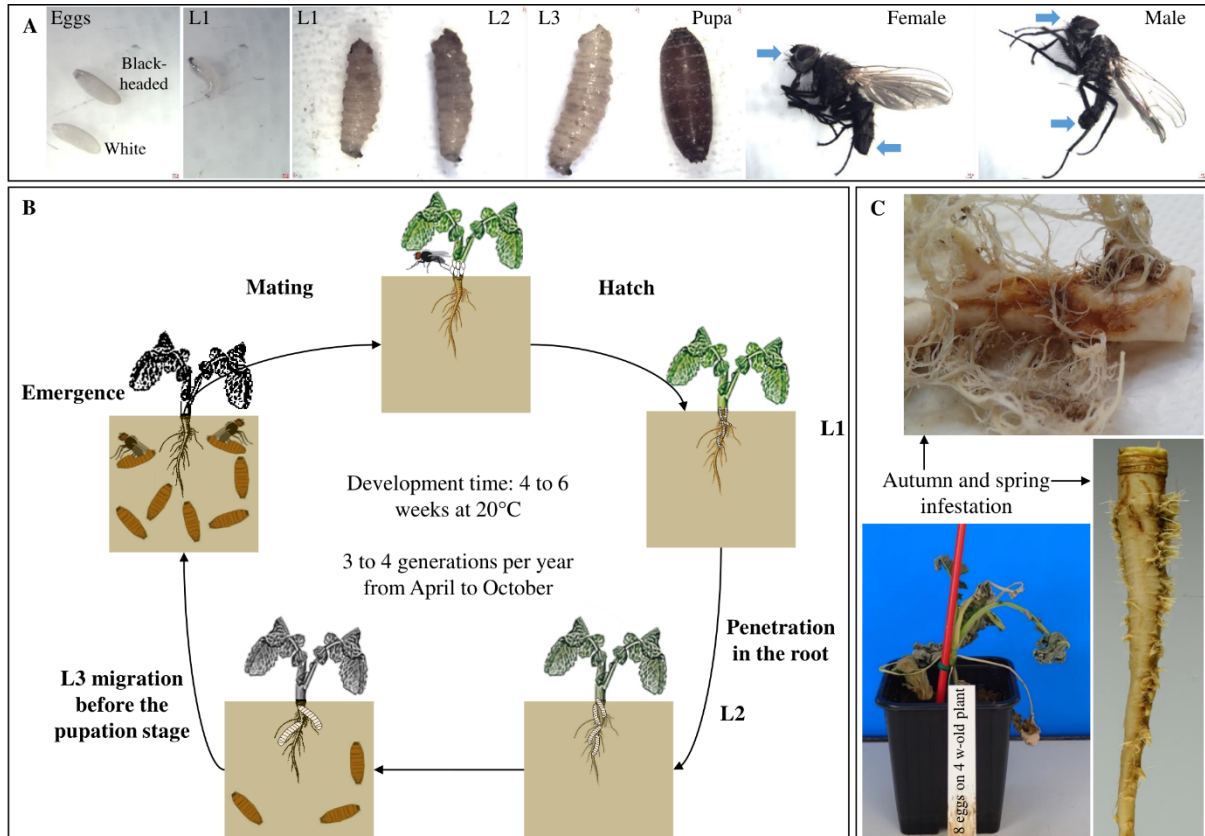 A
Eggs
Black-
headed
White
L1
L1
L2
L3
Pupa
Female
Male
B
Mating
Hatch
Emergence
L1
Development time: 4 to 6
weeks at 20°C
3 to 4 generations per year
from April to October
Penetration
in the root
L2
L3 migration
before the
pupation stage
C
Autumn and spring
infestation
8 eggs on 4 w-old plant